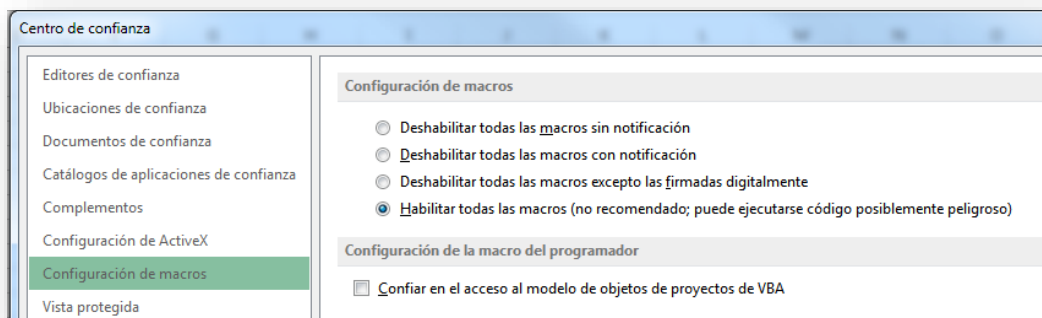 Centro de confianza
Editores de confianza
Ubicaciones de confianza
Documentos de confianza
Catálogos de aplicaciones de confianza
Complementos
Configuración de ActiveX
Configuración de macros
Vista protegida
Configuración de macros
Deshabilitar todas las macros sin notificación
Deshabilitar todas las macros con notificación
Deshabilitar todas las macros excepto las firmadas digitalmente
Habilitar todas las macros (no recomendado; puede ejecutarse código posiblemente peligroso)
Configuración de la macro del programador
Confiar en el acceso al modelo de objetos de proyectos de VBA